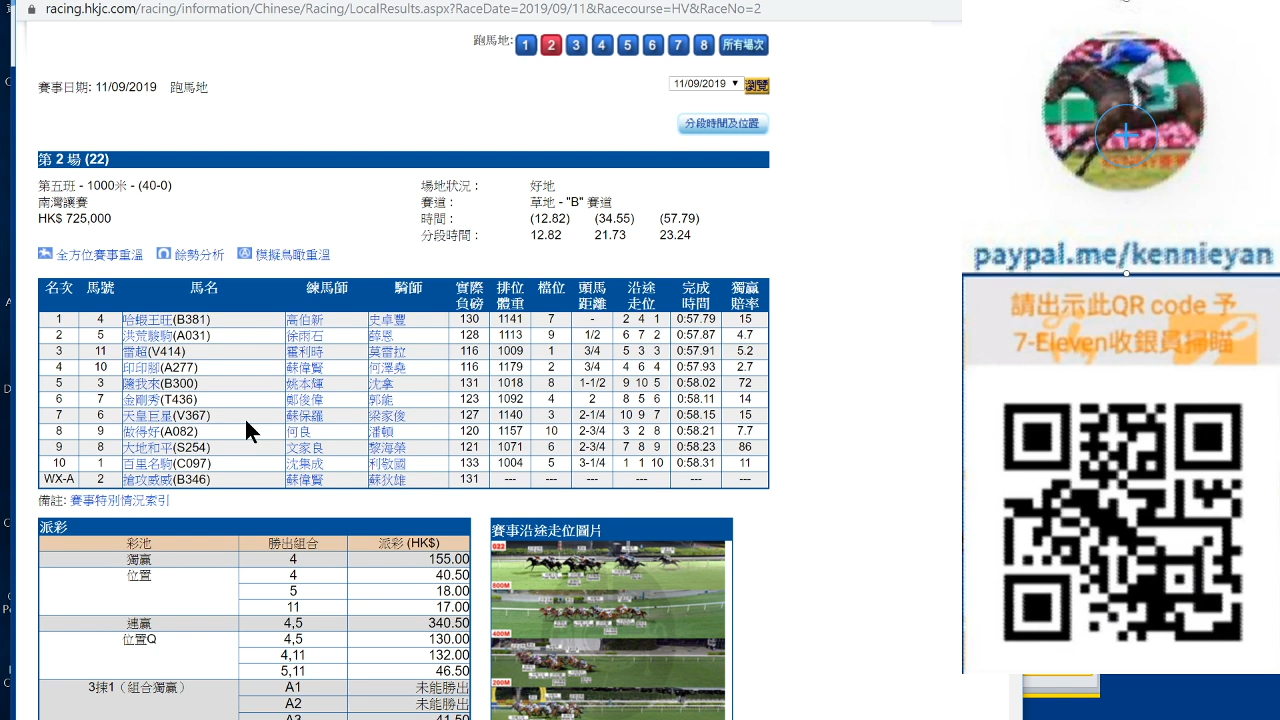 racing.hkjc.com/racing/information/Chinese/Racing/LocalResults.aspx?RaceDate=2019/09/11&Racecourse=HV&RaceNo=2
跑馬地: 1 2 3 4 5 6 7 8 所有場次
賽事日期: 11/09/2019 跑馬地 11/09/2019 瀏覽
分段時間及位置
第 2 場 (22)
第五班 - 1000米 - (40-0) 場地狀況 : 好地
南灣讓賽 賽道 : 草地 - "B" 賽道
HK$ 725,000 時間 : (12.82) (34.55) (57.79)
分段時間 : 12.82 21.73 23.24
全方位賽事重溫 餘勢分析 模擬鳥瞰重溫
名次 馬號 馬名 練馬師 騎師 實際負磅 排位體重 檔位 頭馬距離 沿途走位 完成時間 獨贏賠率
1 4 哈蝦王旺(B381) 高伯新 史卓豐 130 1141 7 - 2 4 1 0:57.79 15
2 5 洪荒駿駒(A031) 徐雨石 薛恩 128 1113 9 1/2 6 7 2 0:57.87 4.7
3 11 雷超(V414) 霍利時 莫雷拉 116 1009 1 3/4 5 3 3 0:57.91 5.2
4 10 印印腳(A277) 蘇偉賢 何澤堯 116 1179 2 3/4 4 6 4 0:57.93 2.7
5 3 隨我來(B300) 姚本輝 沈拿 131 1018 8 1-1/2 9 10 5 0:58.02 72
6 7 金剛秀(T436) 鄭俊偉 郭能 123 1092 4 2 8 5 6 0:58.11 14
7 6 天皇巨星(V367) 蘇保羅 梁家俊 127 1140 3 2-1/4 10 9 7 0:58.15 15
8 9 做得好(A082) 何良 潘頓 120 1157 10 2-3/4 3 2 8 0:58.21 7.7
9 8 大地和平(S254) 文家良 黎海榮 121 1071 6 2-3/4 7 8 9 0:58.23 86
10 1 百里名駒(C097) 沈集成 利敬國 133 1004 5 3-1/4 1 1 10 0:58.31 11
WX-A 2 搶攻威威(B346) 蘇偉賢 蘇狄雄 131 --- --- --- --- --- ---
備註: 賽事特別情況索引
派彩
彩池 勝出組合 派彩 (HK$)
獨贏 4 155.00
位置 4 40.50
5 18.00
11 17.00
連贏 4,5 340.50
位置Q 4,5 130.00
4,11 132.00
5,11 46.50
3揀1（組合獨贏） A1 未能勝出
A2 未能勝出
A3 41.50
賽事沿途走位圖片
022
800M
400M
200M
paypal.me/kennieyan
請出示此QR code 予
7-Eleven收銀員掃瞄